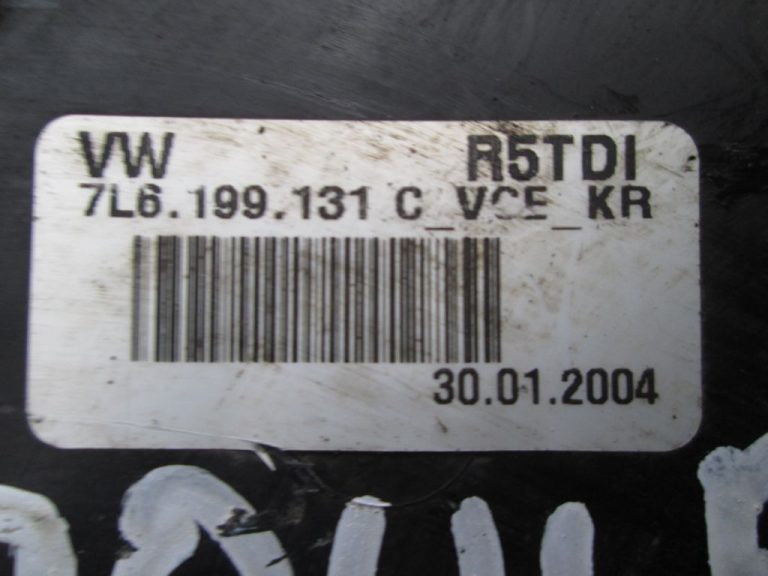 VW R5TDI
7L6.199.131 C_VCE_KR
30.01.2004